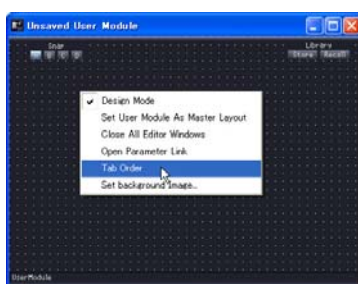 Unsaved User Module
Snap
Library
A B C D
Store Recall
Design Mode
Set User Module As Master Layout
Close All Editor Windows
Open Parameter Link
Tab Order
Set background Image..
UserModule